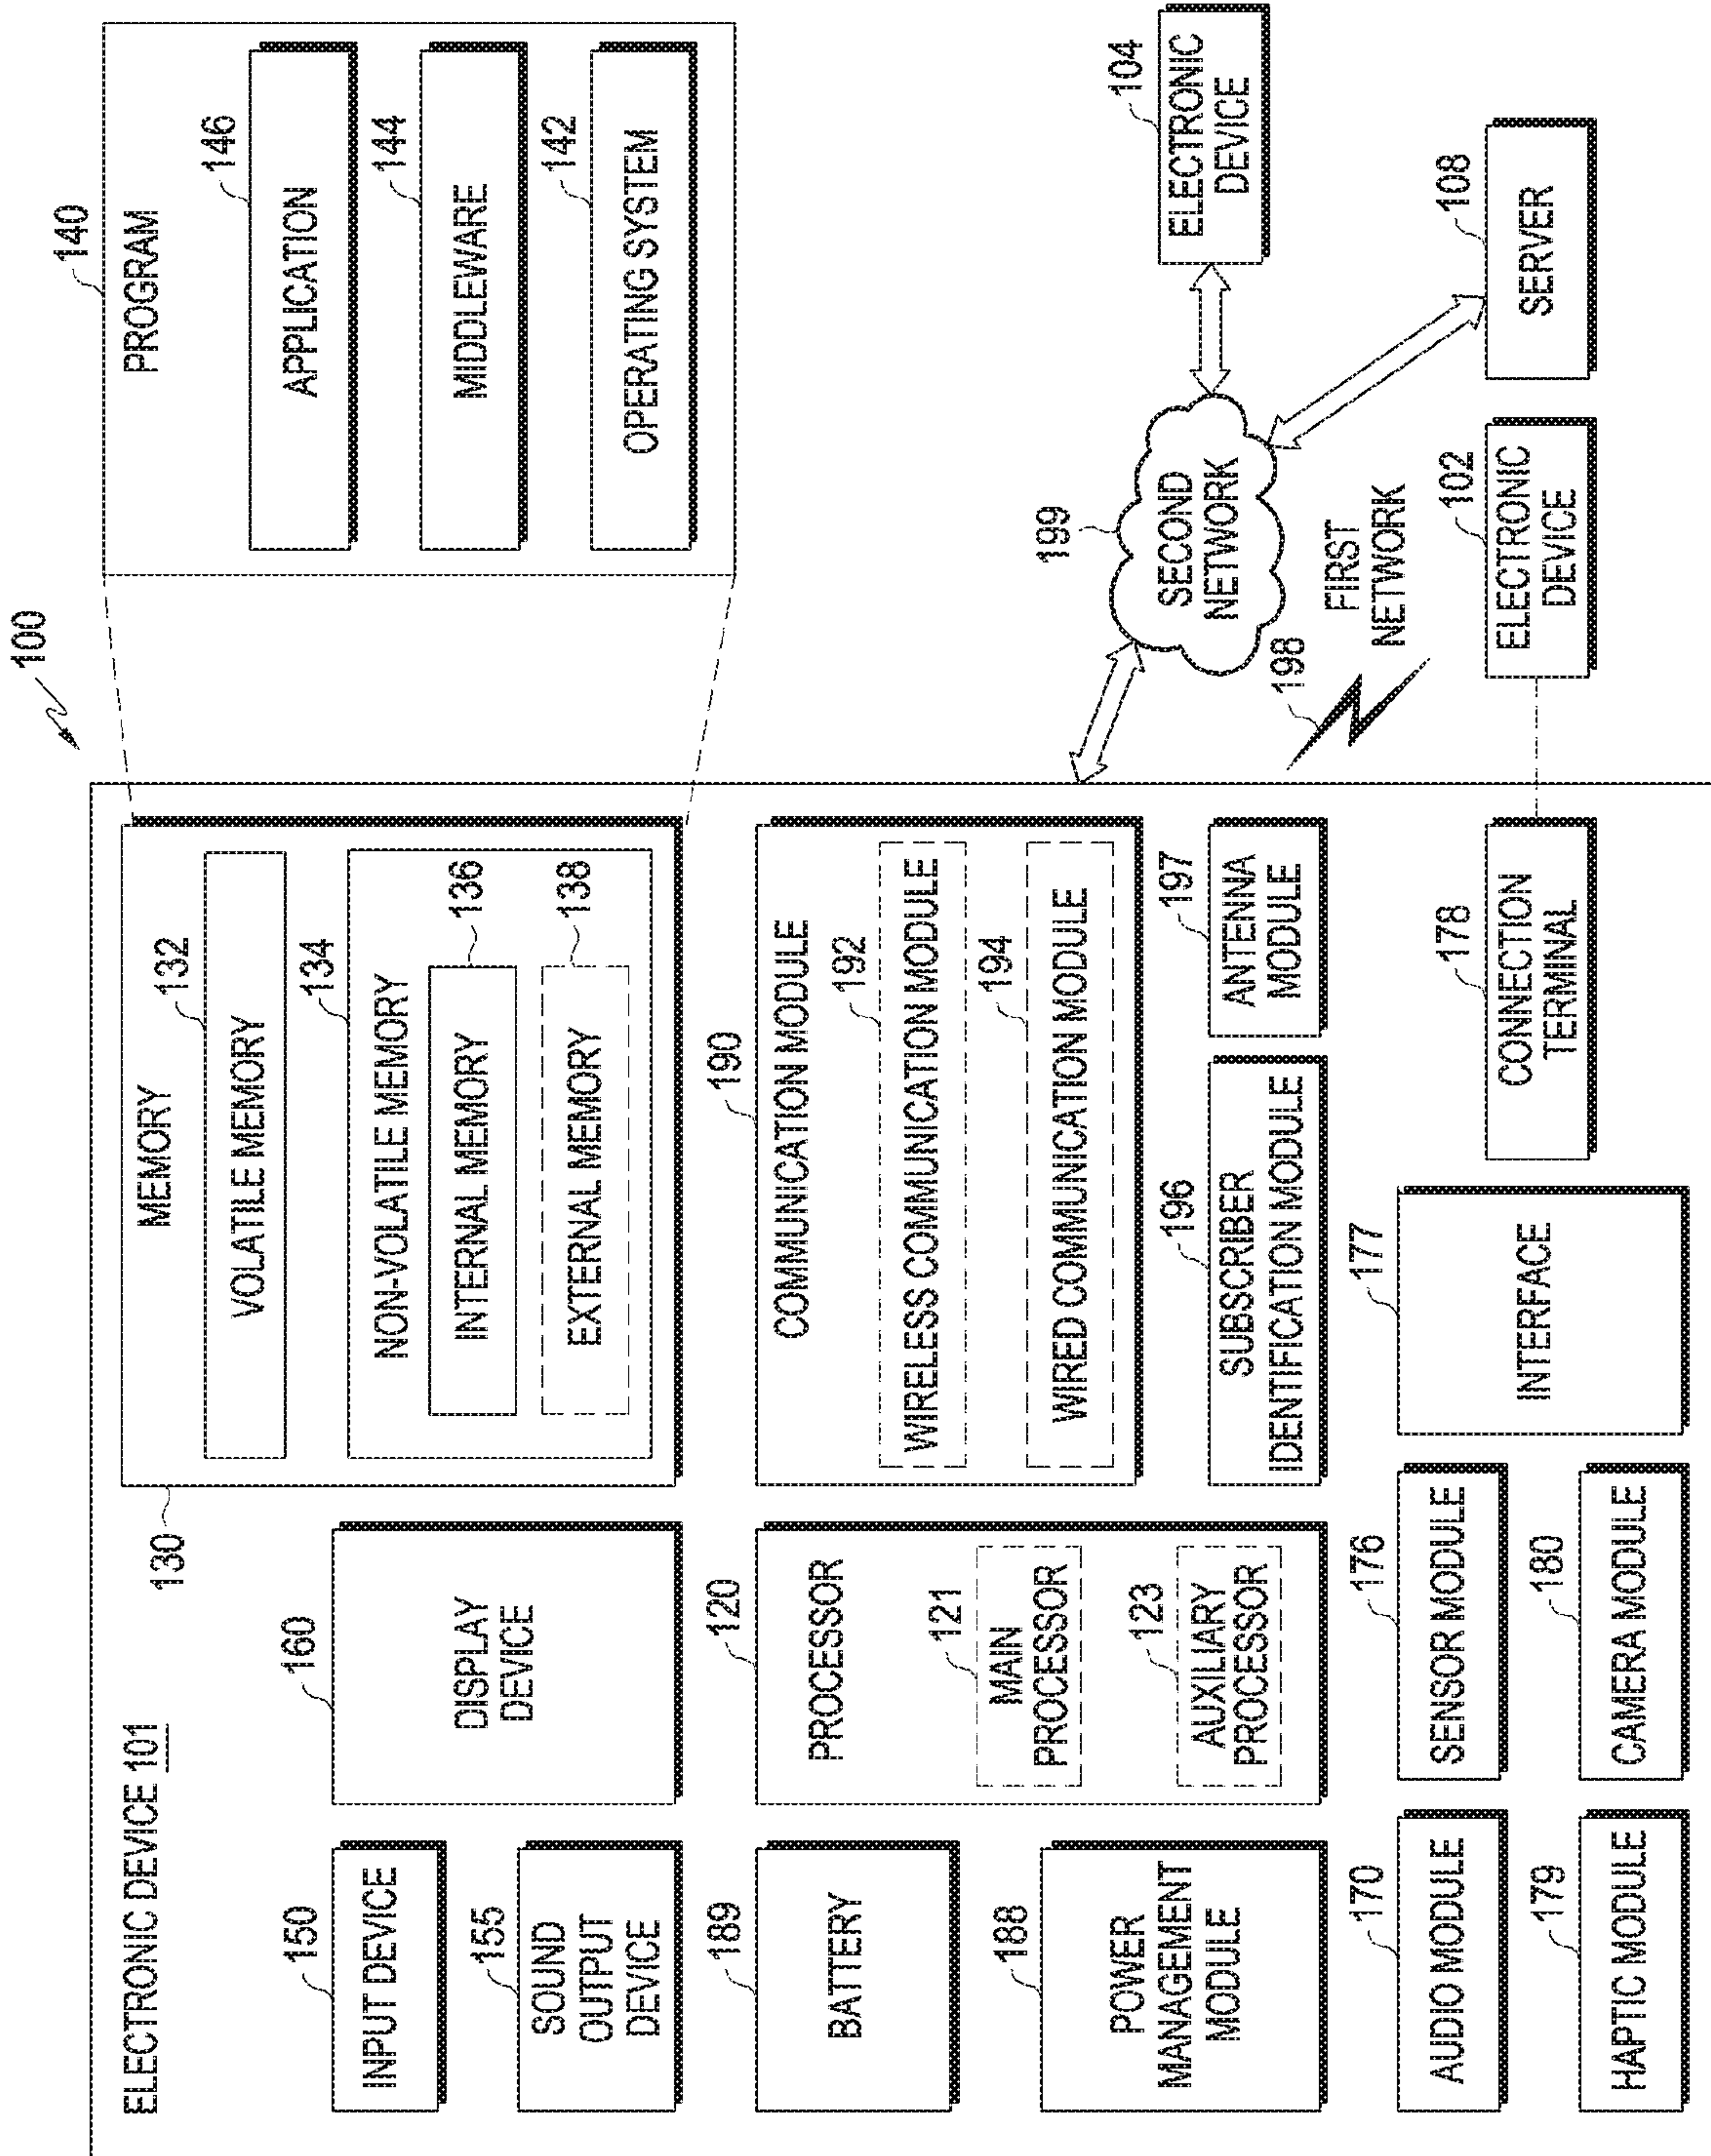 100
ELECTRONIC DEVICE 101
150
INPUT DEVICE
155
SOUND
OUTPUT
DEVICE
160
DISPLAY
DEVICE
130
MEMORY
132
VOLATILE MEMORY
134
NON-VOLATILE MEMORY
136
INTERNAL MEMORY
138
EXTERNAL MEMORY
140
PROGRAM
146
APPLICATION
144
MIDDLEWARE
142
OPERATING SYSTEM
189
BATTERY
188
POWER
MANAGEMENT
MODULE
120
PROCESSOR
121
MAIN
PROCESSOR
123
AUXILIARY
PROCESSOR
190
COMMUNICATION MODULE
192
WIRELESS COMMUNICATION MODULE
194
WIRED COMMUNICATION MODULE
196
SUBSCRIBER
IDENTIFICATION MODULE
197
ANTENNA
MODULE
170
AUDIO MODULE
176
SENSOR MODULE
177
INTERFACE
178
CONNECTION
TERMINAL
179
HAPTIC MODULE
180
CAMERA MODULE
199
SECOND
NETWORK
198
FIRST
NETWORK
104
ELECTRONIC
DEVICE
102
ELECTRONIC
DEVICE
108
SERVER